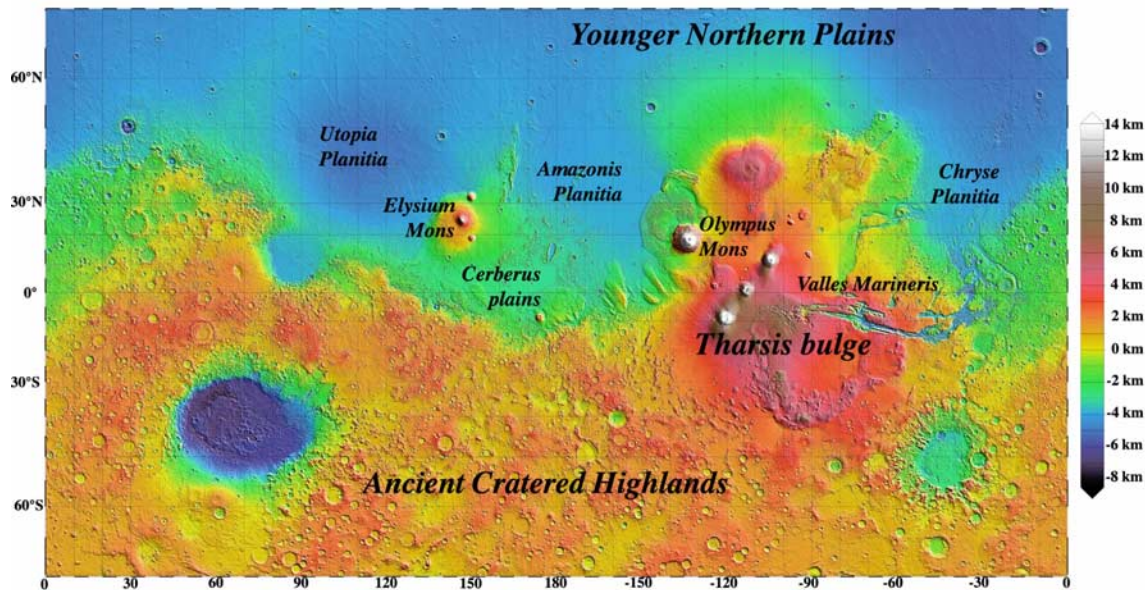 Younger Northern Plains
60°N
Utopia
Planitia
Amazonis
Planitia
Chryse
Planitia
30°N
Elysium
Mons
Olympus
Mons
Cerberus
plains
Valles Marineris
0°
Tharsis bulge
30°S
Ancient Cratered Highlands
60°S
0 30 60 90 120 150 180 -150 -120 -90 -60 -30 0
14 km
12 km
10 km
8 km
6 km
4 km
2 km
0 km
-2 km
-4 km
-6 km
-8 km